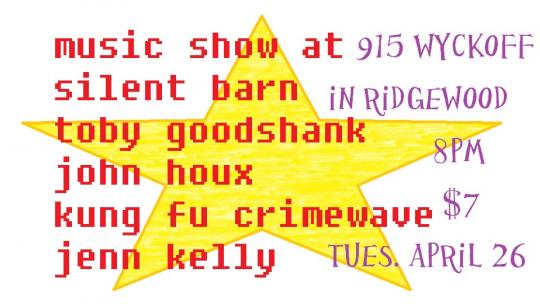 music show at
silent barn
toby goodshank
john houx
kung fu crimewave
jenn kelly
915 WYCKOFF
iN RiDGEWOOD
8PM
$7
TUES. APRiL 26